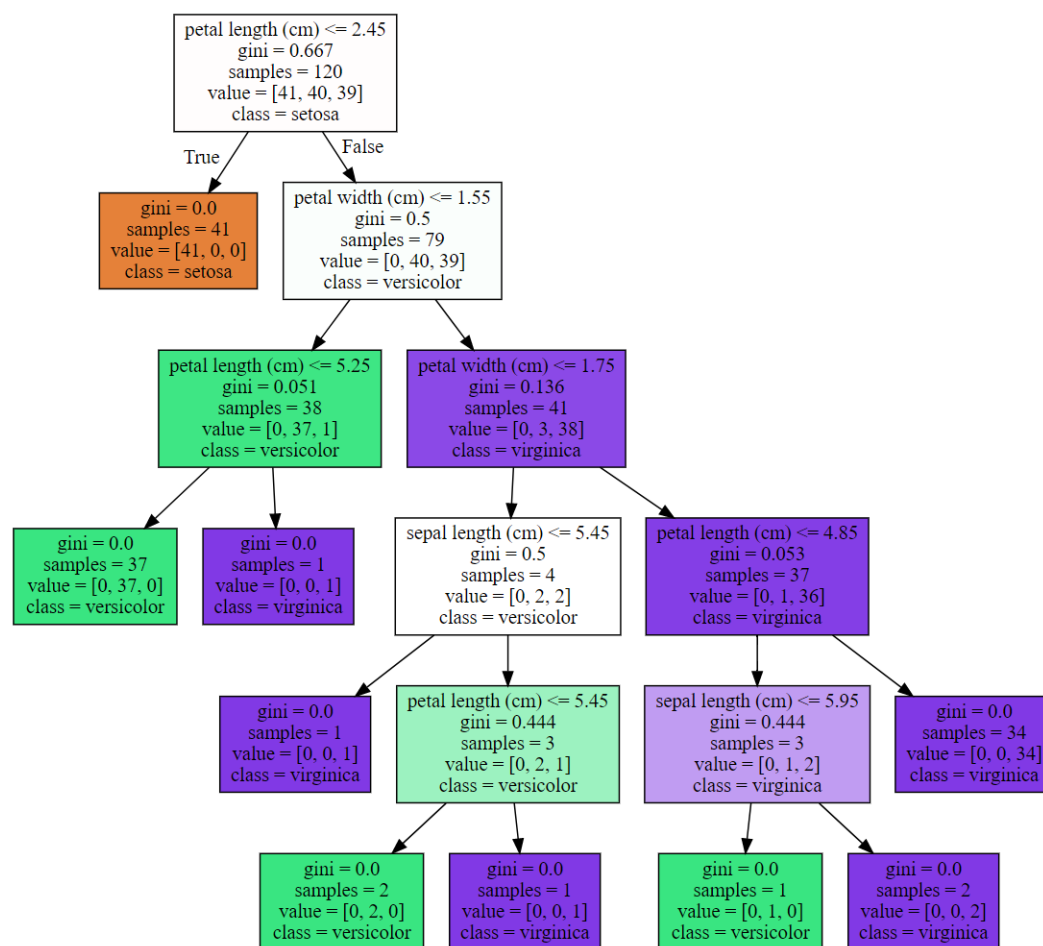 petal length (cm) <= 2.45
gini = 0.667
samples = 120
value = [41, 40, 39]
class = setosa
True
False
gini = 0.0
samples = 41
value = [41, 0, 0]
class = setosa
petal width (cm) <= 1.55
gini = 0.5
samples = 79
value = [0, 40, 39]
class = versicolor
petal length (cm) <= 5.25
gini = 0.051
samples = 38
value = [0, 37, 1]
class = versicolor
petal width (cm) <= 1.75
gini = 0.136
samples = 41
value = [0, 3, 38]
class = virginica
gini = 0.0
samples = 37
value = [0, 37, 0]
class = versicolor
gini = 0.0
samples = 1
value = [0, 0, 1]
class = virginica
sepal length (cm) <= 5.45
gini = 0.5
samples = 4
value = [0, 2, 2]
class = versicolor
petal length (cm) <= 4.85
gini = 0.053
samples = 37
value = [0, 1, 36]
class = virginica
gini = 0.0
samples = 1
value = [0, 0, 1]
class = virginica
petal length (cm) <= 5.45
gini = 0.444
samples = 3
value = [0, 2, 1]
class = versicolor
sepal length (cm) <= 5.95
gini = 0.444
samples = 3
value = [0, 1, 2]
class = virginica
gini = 0.0
samples = 34
value = [0, 0, 34]
class = virginica
gini = 0.0
samples = 2
value = [0, 2, 0]
class = versicolor
gini = 0.0
samples = 1
value = [0, 0, 1]
class = virginica
gini = 0.0
samples = 1
value = [0, 1, 0]
class = versicolor
gini = 0.0
samples = 2
value = [0, 0, 2]
class = virginica